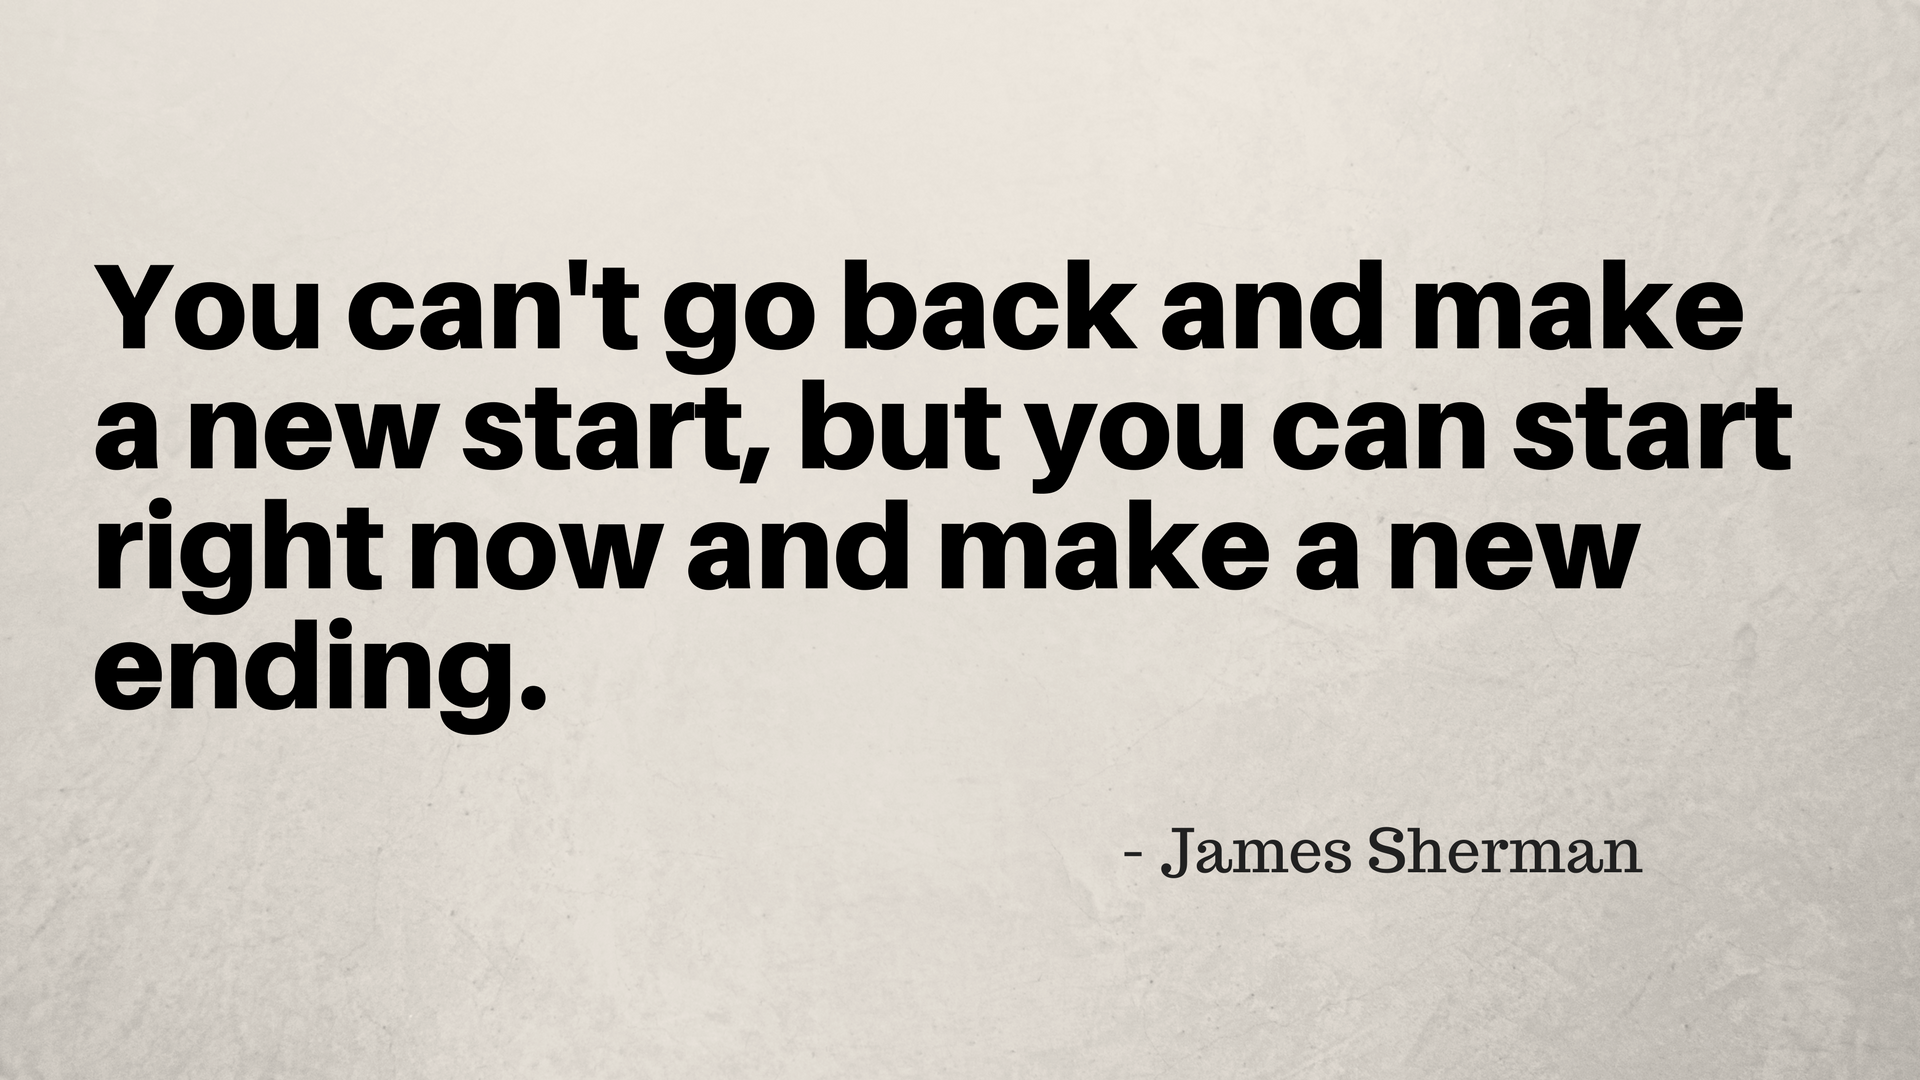 You can't go back and make
a new start, but you can start
right now and make a new
ending.
- James Sherman